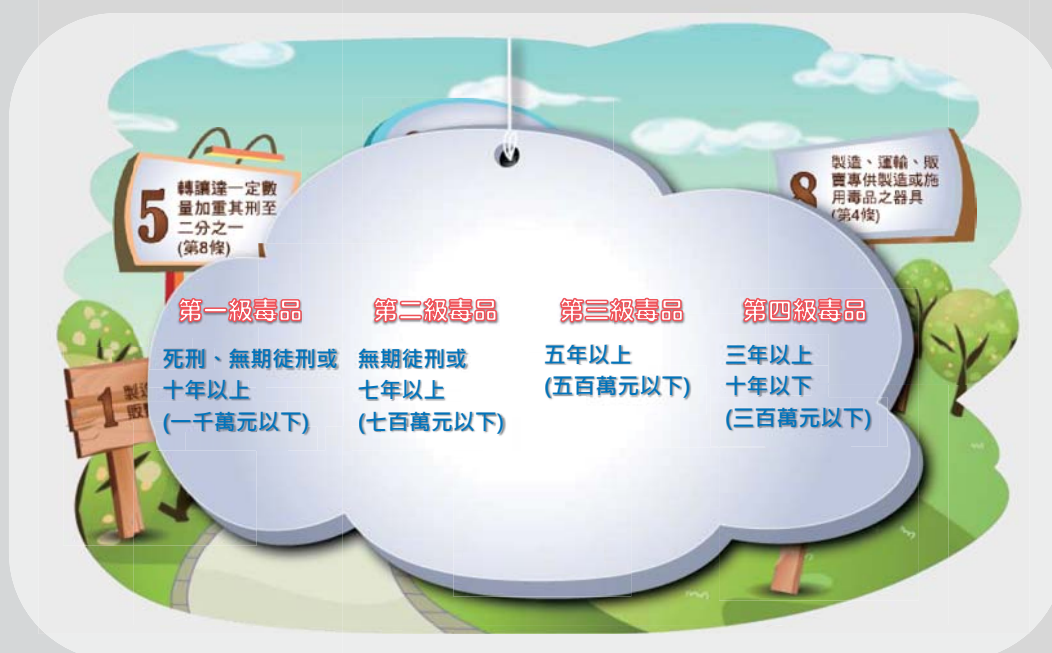 5
轉讓達一定數
量加重其刑至
二分之一
(第8條)
8
製造、運輸、販
賣專供製造或施
用毒品之器具
(第4條)
第一級毒品
死刑、無期徒刑或
十年以上
(一千萬元以下)
第二級毒品
無期徒刑或
七年以上
(七百萬元以下)
第三級毒品
五年以上
(五百萬元以下)
第四級毒品
三年以上
十年以下
(三百萬元以下)
1
製造
販